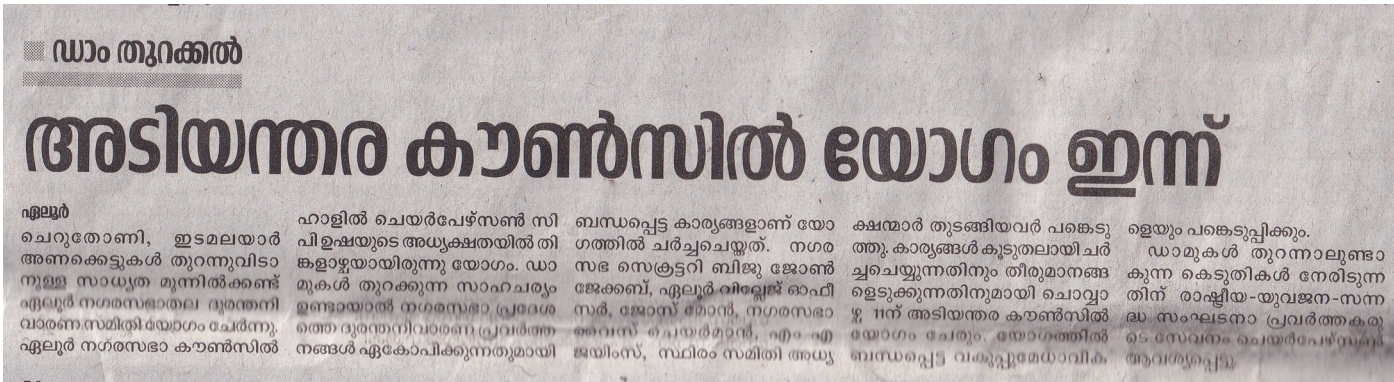 ഡാം തുറക്കൽ
അടിയന്തര കൗൺസിൽ യോഗം ഇന്ന്
ഏലൂർ
ചെറുതോണി, ഇടമലയാർ
അണക്കെട്ടുകൾ തുറന്നുവിടാ
നുള്ള സാധ്യത മുന്നിൽക്കണ്ട്
ഏലൂർ നഗരസഭാതല ദുരന്തനി
വാരണ സമിതി യോഗം ചേർന്നു.
ഏലൂർ നഗരസഭാ കൗൺസിൽ
ഹാളിൽ ചെയർപേഴ്സൺ സി
പി ഉഷയുടെ അധ്യക്ഷതയിൽ തി
ങ്കളാഴ്ചയായിരുന്നു യോഗം. ഡാ
മുകൾ തുറക്കുന്ന സാഹചര്യം
ഉണ്ടായാൽ നഗരസഭാ പ്രദേശ
ത്തെ ദുരന്തനിവാരണ പ്രവർത്ത
നങ്ങൾ ഏകോപിക്കുന്നതുമായി
ബന്ധപ്പെട്ട കാര്യങ്ങളാണ് യോ
ഗത്തിൽ ചർച്ചചെയ്തത്. നഗര
സഭ സെക്രട്ടറി ബിജു ജോൺ
ജേക്കബ്, ഏലൂർ വില്ലേജ് ഓഫീ
സർ, ജോസ് മോൻ, നഗരസഭാ
വൈസ് ചെയർമാൻ, എം എ
ജയിംസ്, സ്ഥിരം സമിതി അധ്യ
ക്ഷന്മാർ തുടങ്ങിയവർ പങ്കെടു
ത്തു. കാര്യങ്ങൾ കൂടുതലായി ചർ
ച്ചചെയ്യുന്നതിനും തീരുമാനങ്ങ
ളെടുക്കുന്നതിനുമായി ചൊവ്വാ
ഴ്ച 11ന് അടിയന്തര കൗൺസിൽ
യോഗം ചേരും. യോഗത്തിൽ
ബന്ധപ്പെട്ട വകുപ്പുമേധാവിക
ളെയും പങ്കെടുപ്പിക്കും.
ഡാമുകൾ തുറന്നാലുണ്ടാ
കുന്ന കെടുതികൾ നേരിടുന്ന
തിന് രാഷ്ട്രീയ-യുവജന-സന്ന
ദ്ധ സംഘടനാ പ്രവർത്തകരു
ടെ സേവനം ചെയർപേഴ്സൺ
ആവശ്യപ്പെട്ടു.